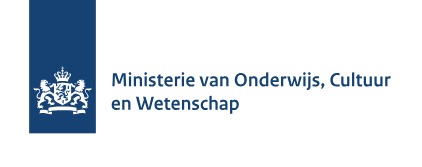 Ministerie van Onderwijs, Cultuur
en Wetenschap